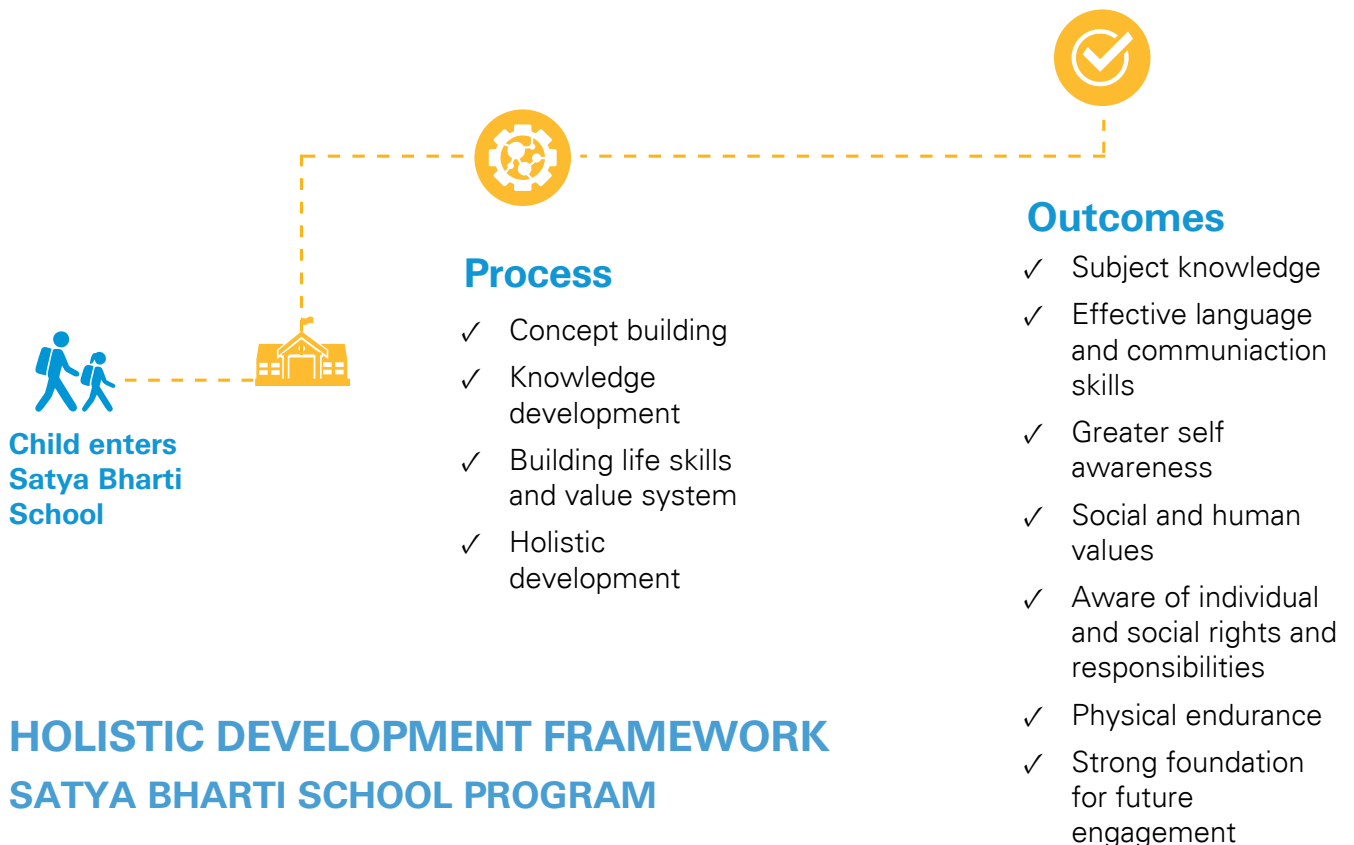 Child enters
Satya Bharti
School
Process
✓ Concept building
✓ Knowledge
development
✓ Building life skills
and value system
✓ Holistic
development
Outcomes
✓ Subject knowledge
✓ Effective language
and communiaction
skills
✓ Greater self
awareness
✓ Social and human
values
✓ Aware of individual
and social rights and
responsibilities
✓ Physical endurance
✓ Strong foundation
for future
engagement
HOLISTIC DEVELOPMENT FRAMEWORK
SATYA BHARTI SCHOOL PROGRAM